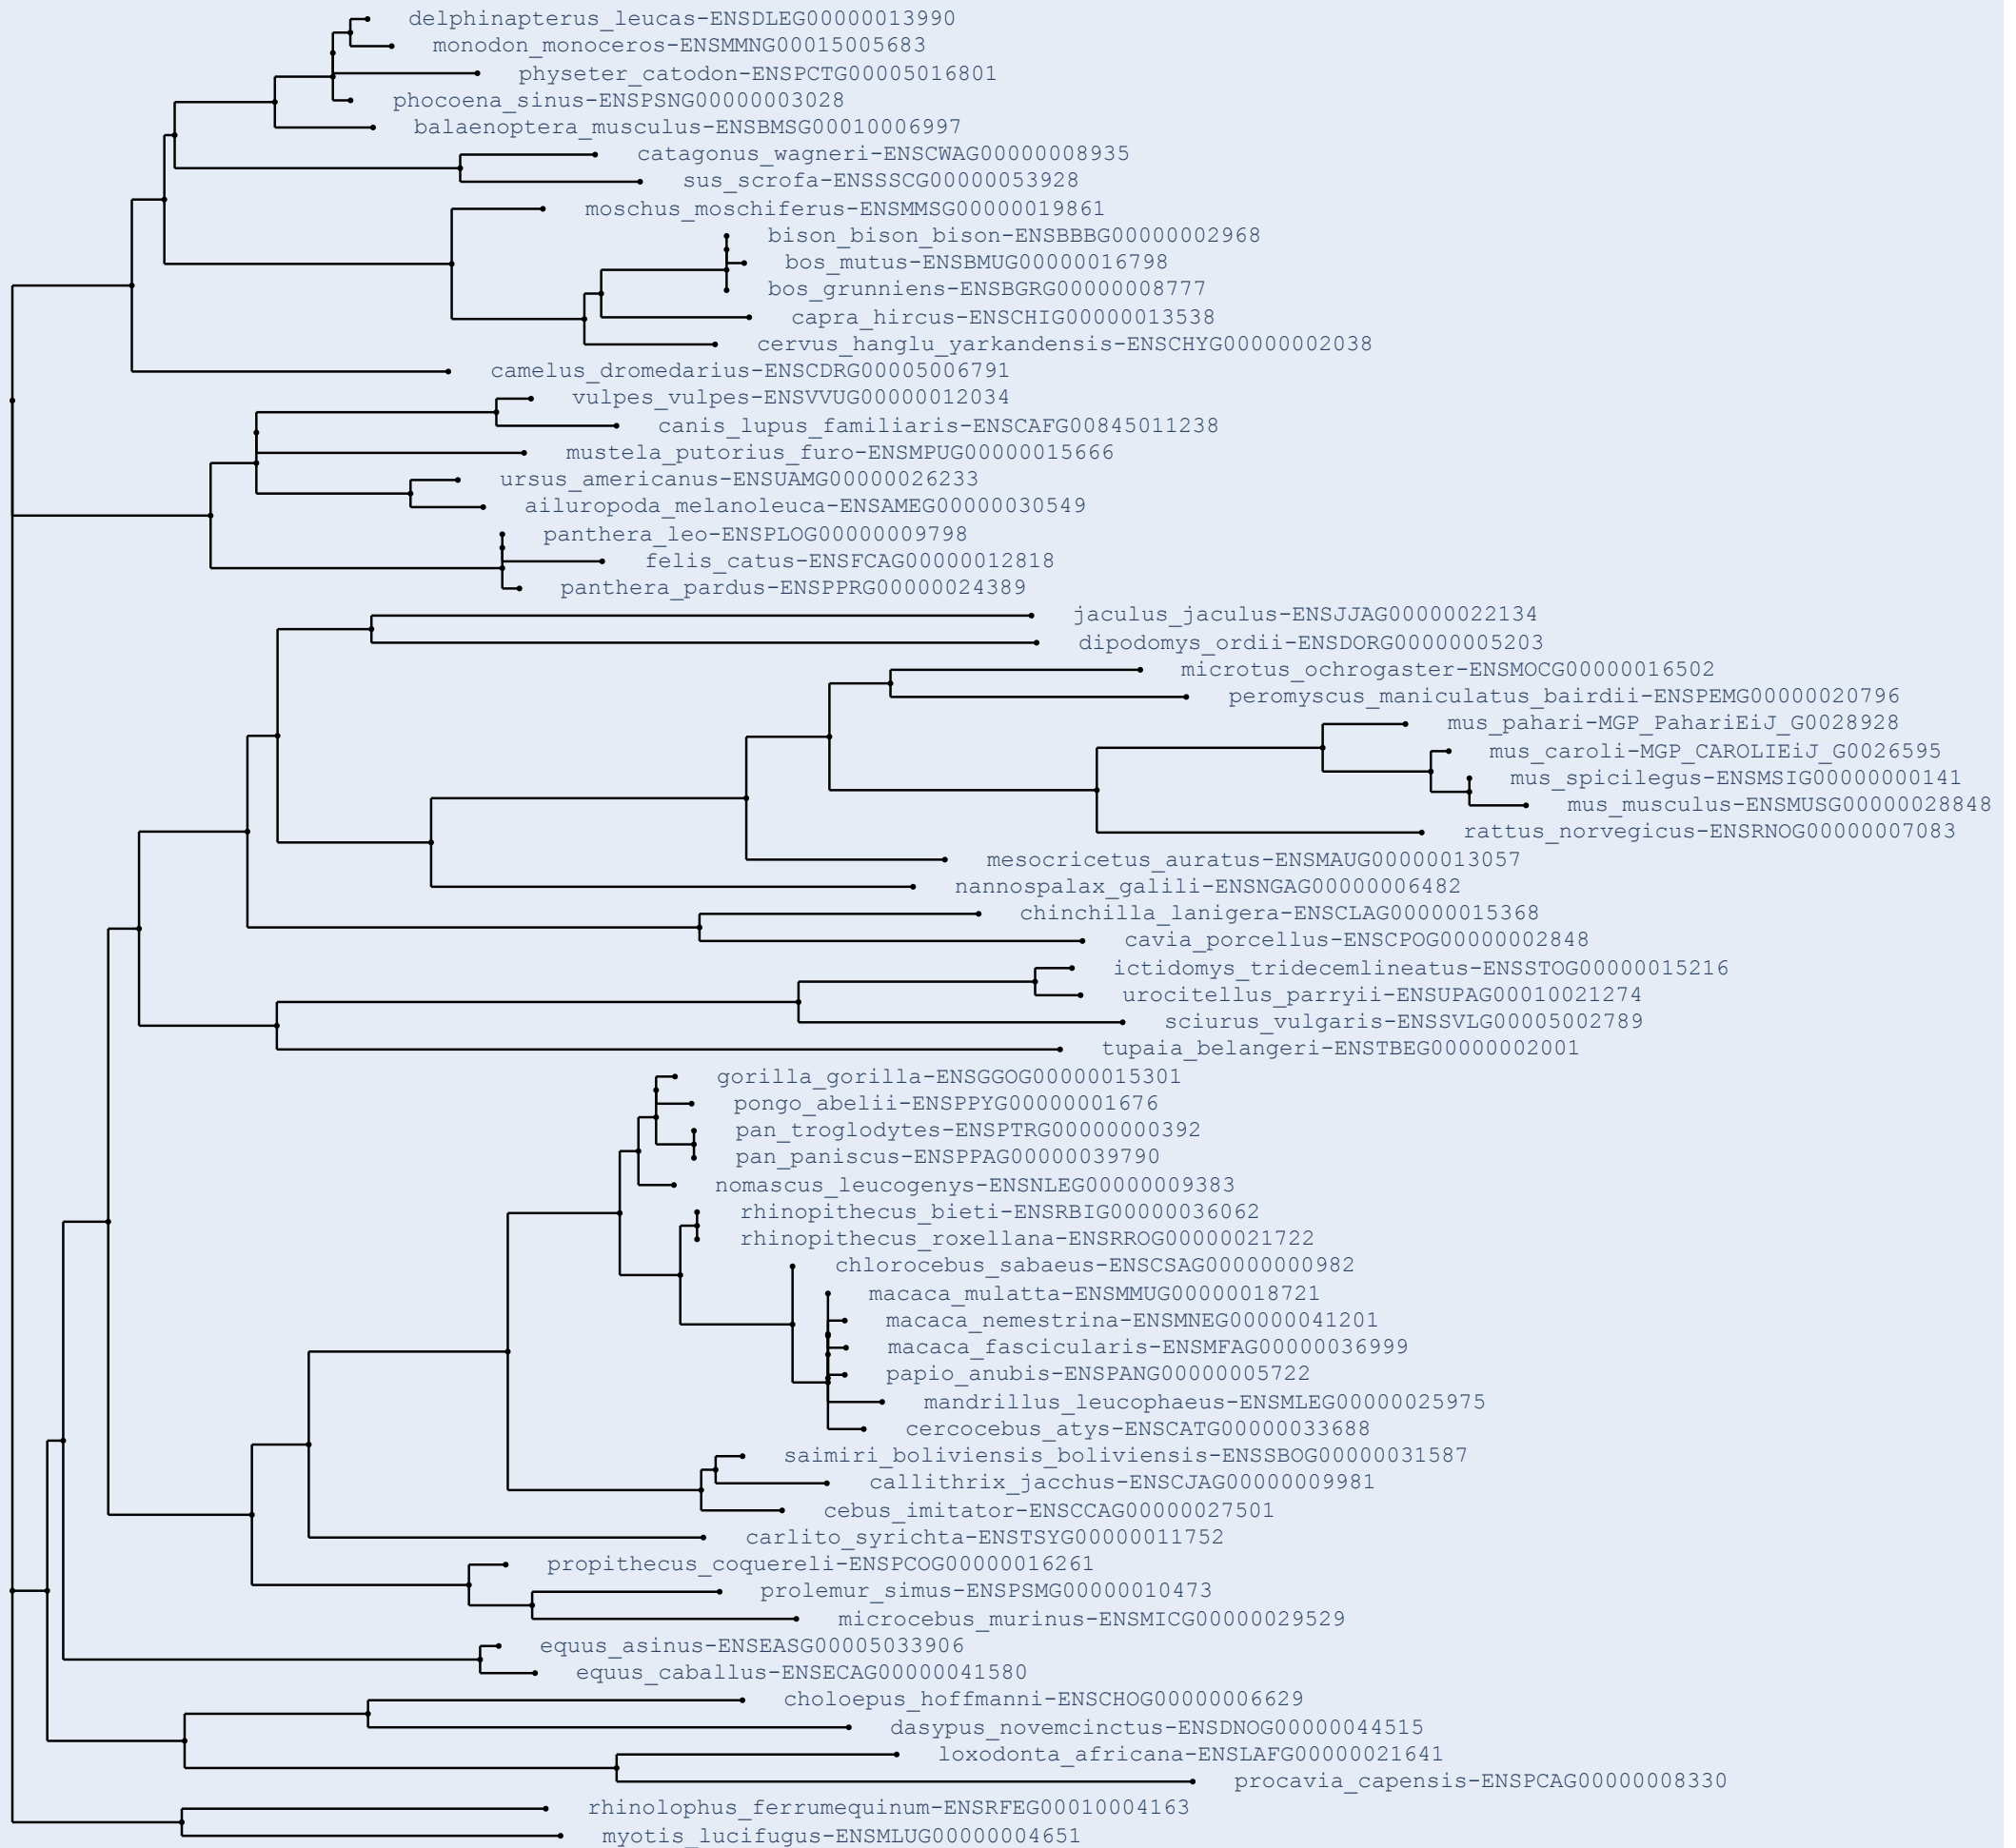 delphinapterus_leucas-ENSDLEG00000013990
monodon_monoceros-ENSMMNG00015005683
physeter_catodon-ENSPCTG00005016801
phocoena_sinus-ENSPSNG00000003028
balaenoptera_musculus-ENSBMSG00010006997
catagonus_wagneri-ENSCWAG00000008935
sus_scrofa-ENSSSCG00000053928
moschus_moschiferus-ENSMMSG00000019861
bison_bison_bison-ENSBBBG00000002968
bos_mutus-ENSBMUG00000016798
bos_grunniens-ENSBGRG00000008777
capra_hircus-ENSCHIG00000013538
cervus_hanglu_yarkandensis-ENSCHYG00000002038
camelus_dromedarius-ENSCDRG00005006791
vulpes_vulpes-ENSVVUG00000012034
canis_lupus_familiaris-ENSCAFG00845011238
mustela_putorius_furo-ENSMPUG00000015666
ursus_americanus-ENSUAMG00000026233
ailuropoda_melanoleuca-ENSAMEG00000030549
panthera_leo-ENSPLOG00000009798
felis_catus-ENSFCAG00000012818
panthera_pardus-ENSPPRG00000024389
jaculus_jaculus-ENSJJAG00000022134
dipodomys_ordii-ENSDORG00000005203
microtus_ochrogaster-ENSMOCG00000016502
peromyscus_maniculatus_bairdii-ENSPEMG00000020796
mus_pahari-MGP_PahariEiJ_G0028928
mus_caroli-MGP_CAROLIEiJ_G0026595
mus_spicilegus-ENSMSIG00000000141
mus_musculus-ENSMUSG00000028848
rattus_norvegicus-ENSRNOG00000007083
mesocricetus_auratus-ENSMAUG00000013057
nannospalax_galili-ENSNGAG00000006482
chinchilla_lanigera-ENSCLAG00000015368
cavia_porcellus-ENSCPOG00000002848
ictidomys_tridecemlineatus-ENSSTOG00000015216
urocitellus_parryii-ENSUPAG00010021274
sciurus_vulgaris-ENSSVLG00005002789
tupaia_belangeri-ENSTBEG00000002001
gorilla_gorilla-ENSGGOG00000015301
pongo_abelii-ENSPPYG00000001676
pan_troglodytes-ENSPTRG00000000392
pan_paniscus-ENSPPAG00000039790
nomascus_leucogenys-ENSNLEG00000009383
rhinopithecus_bieti-ENSRBIG00000036062
rhinopithecus_roxellana-ENSRROG00000021722
chlorocebus_sabaeus-ENSCSAG00000000982
macaca_mulatta-ENSMMUG00000018721
macaca_nemestrina-ENSMNEG00000041201
macaca_fascicularis-ENSMFAG00000036999
papio_anubis-ENSPANG00000005722
mandrillus_leucophaeus-ENSMLEG00000025975
cercocebus_atys-ENSCATG00000033688
saimiri_boliviensis_boliviensis-ENSSBOG00000031587
callithrix_jacchus-ENSCJAG00000009981
cebus_imitator-ENSCCAG00000027501
carlito_syrichta-ENSTSYG00000011752
propithecus_coquereli-ENSPCOG00000016261
prolemur_simus-ENSPSMG00000010473
microcebus_murinus-ENSMICG00000029529
equus_asinus-ENSEASG00005033906
equus_caballus-ENSECAG00000041580
choloepus_hoffmanni-ENSCHOG00000006629
dasypus_novemcinctus-ENSDNOG00000044515
loxodonta_africana-ENSLAFG00000021641
procavia_capensis-ENSPCAG00000008330
rhinolophus_ferrumequinum-ENSRFEG00010004163
myotis_lucifugus-ENSMLUG00000004651